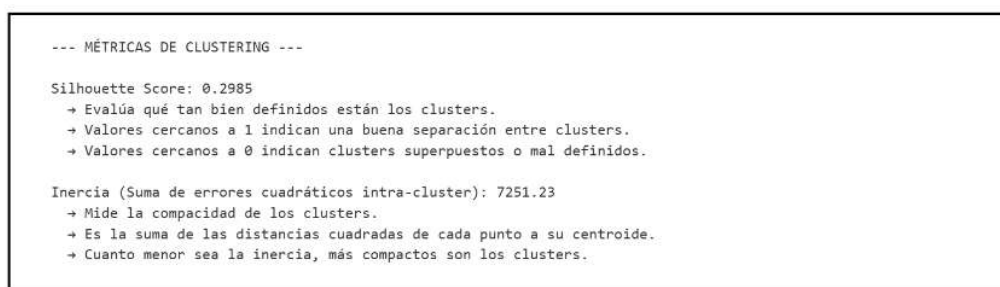 --- MÉTRICAS DE CLUSTERING ---
Silhouette Score: 0.2985
→ Evalúa qué tan bien definidos están los clusters.
→ Valores cercanos a 1 indican una buena separación entre clusters.
→ Valores cercanos a 0 indican clusters superpuestos o mal definidos.
Inercia (Suma de errores cuadráticos intra-cluster): 7251.23
→ Mide la compacidad de los clusters.
→ Es la suma de las distancias cuadradas de cada punto a su centroide.
→ Cuanto menor sea la inercia, más compactos son los clusters.